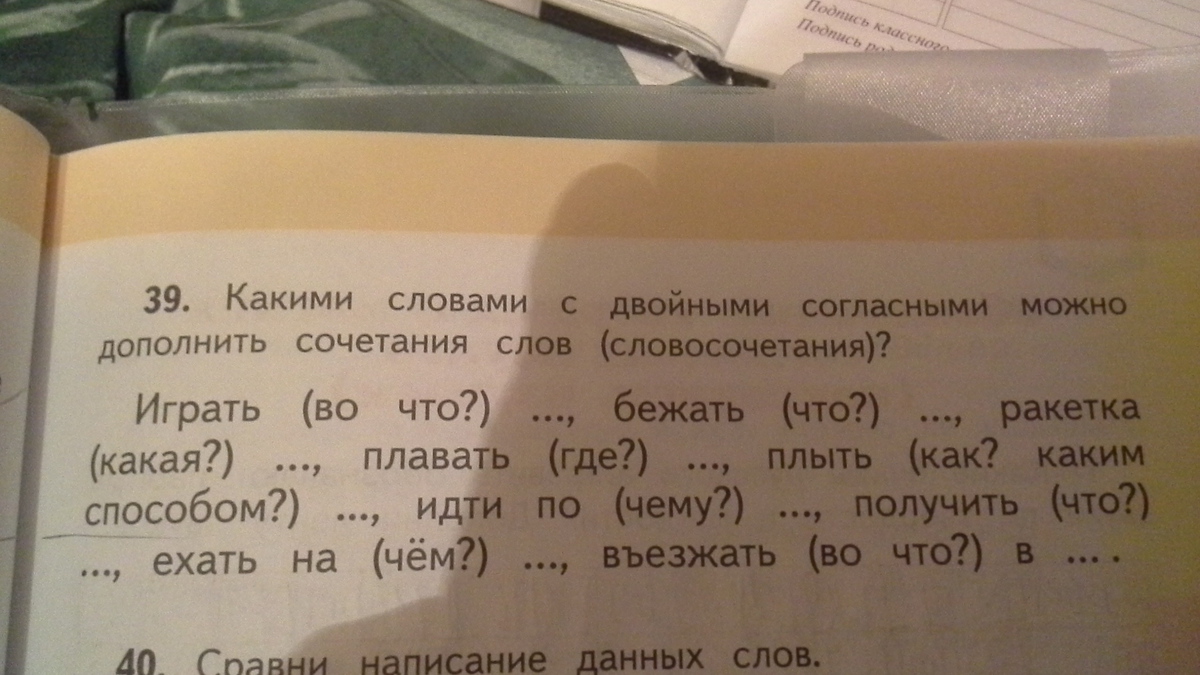 Подпись классного
Подпись
39. Какими словами с двойными согласными можно
дополнить сочетания слов (словосочетания)?
Играть (во что?) ..., бежать (что?) ..., ракетка
(какая?) ..., плавать (где?) ..., плыть (как? каким
способом?) ..., идти по (чему?) ..., получить (что?)
..., ехать на (чём?) ..., въезжать (во что?) в ... .
40. Сравни написание данных слов.